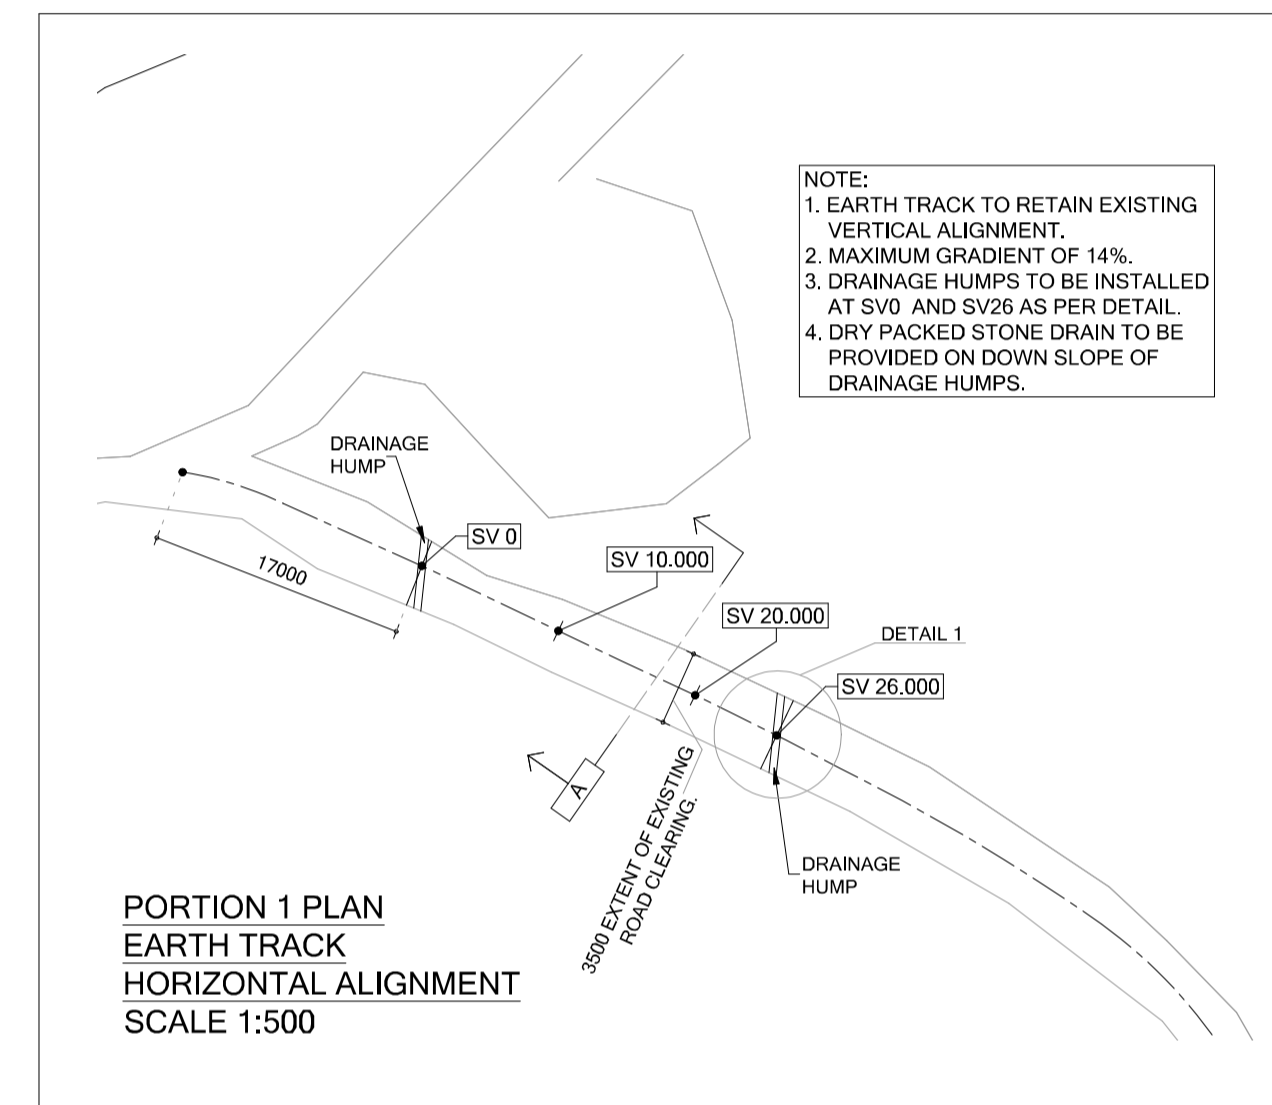 NOTE:
1. EARTH TRACK TO RETAIN EXISTING
VERTICAL ALIGNMENT.
2. MAXIMUM GRADIENT OF 14%.
3. DRAINAGE HUMPS TO BE INSTALLED
AT SV0 AND SV26 AS PER DETAIL.
4. DRY PACKED STONE DRAIN TO BE
PROVIDED ON DOWN SLOPE OF
DRAINAGE HUMPS.
DRAINAGE
HUMP
SV 0
17000
SV 10.000
SV 20.000
DETAIL 1
SV 26.000
A
3500 EXTENT OF EXISTING
ROAD CLEARING.
DRAINAGE
HUMP
PORTION 1 PLAN
EARTH TRACK
HORIZONTAL ALIGNMENT
SCALE 1:500